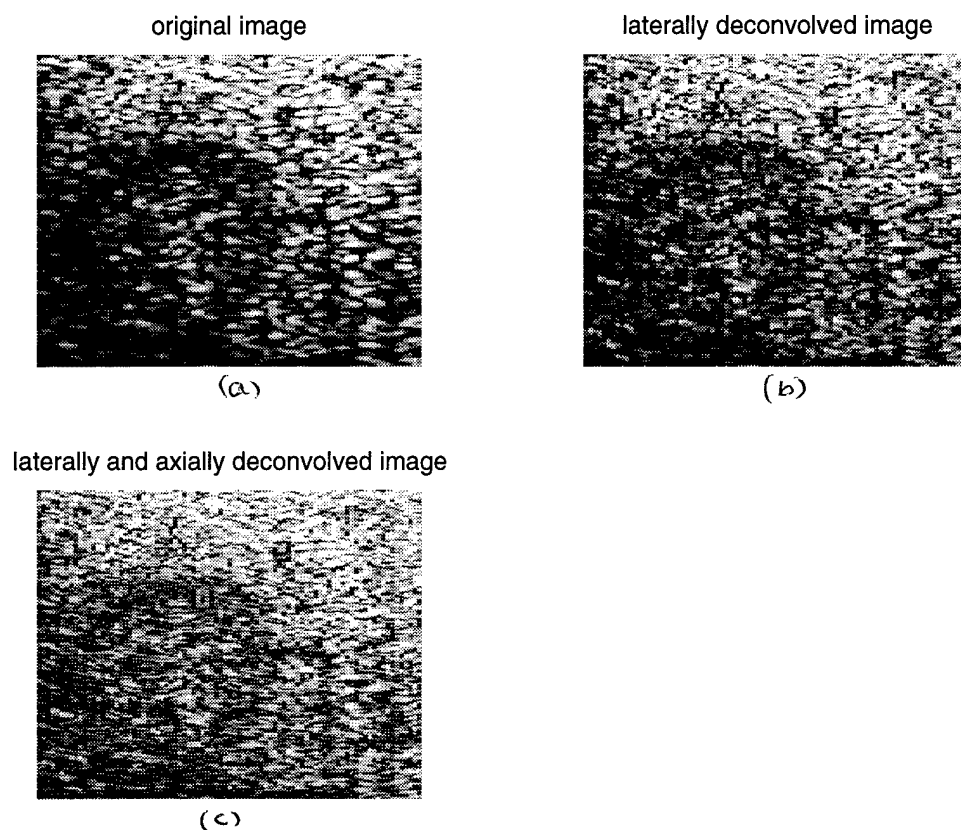 original image
laterally deconvolved image
(a)
(b)
laterally and axially deconvolved image
(c)